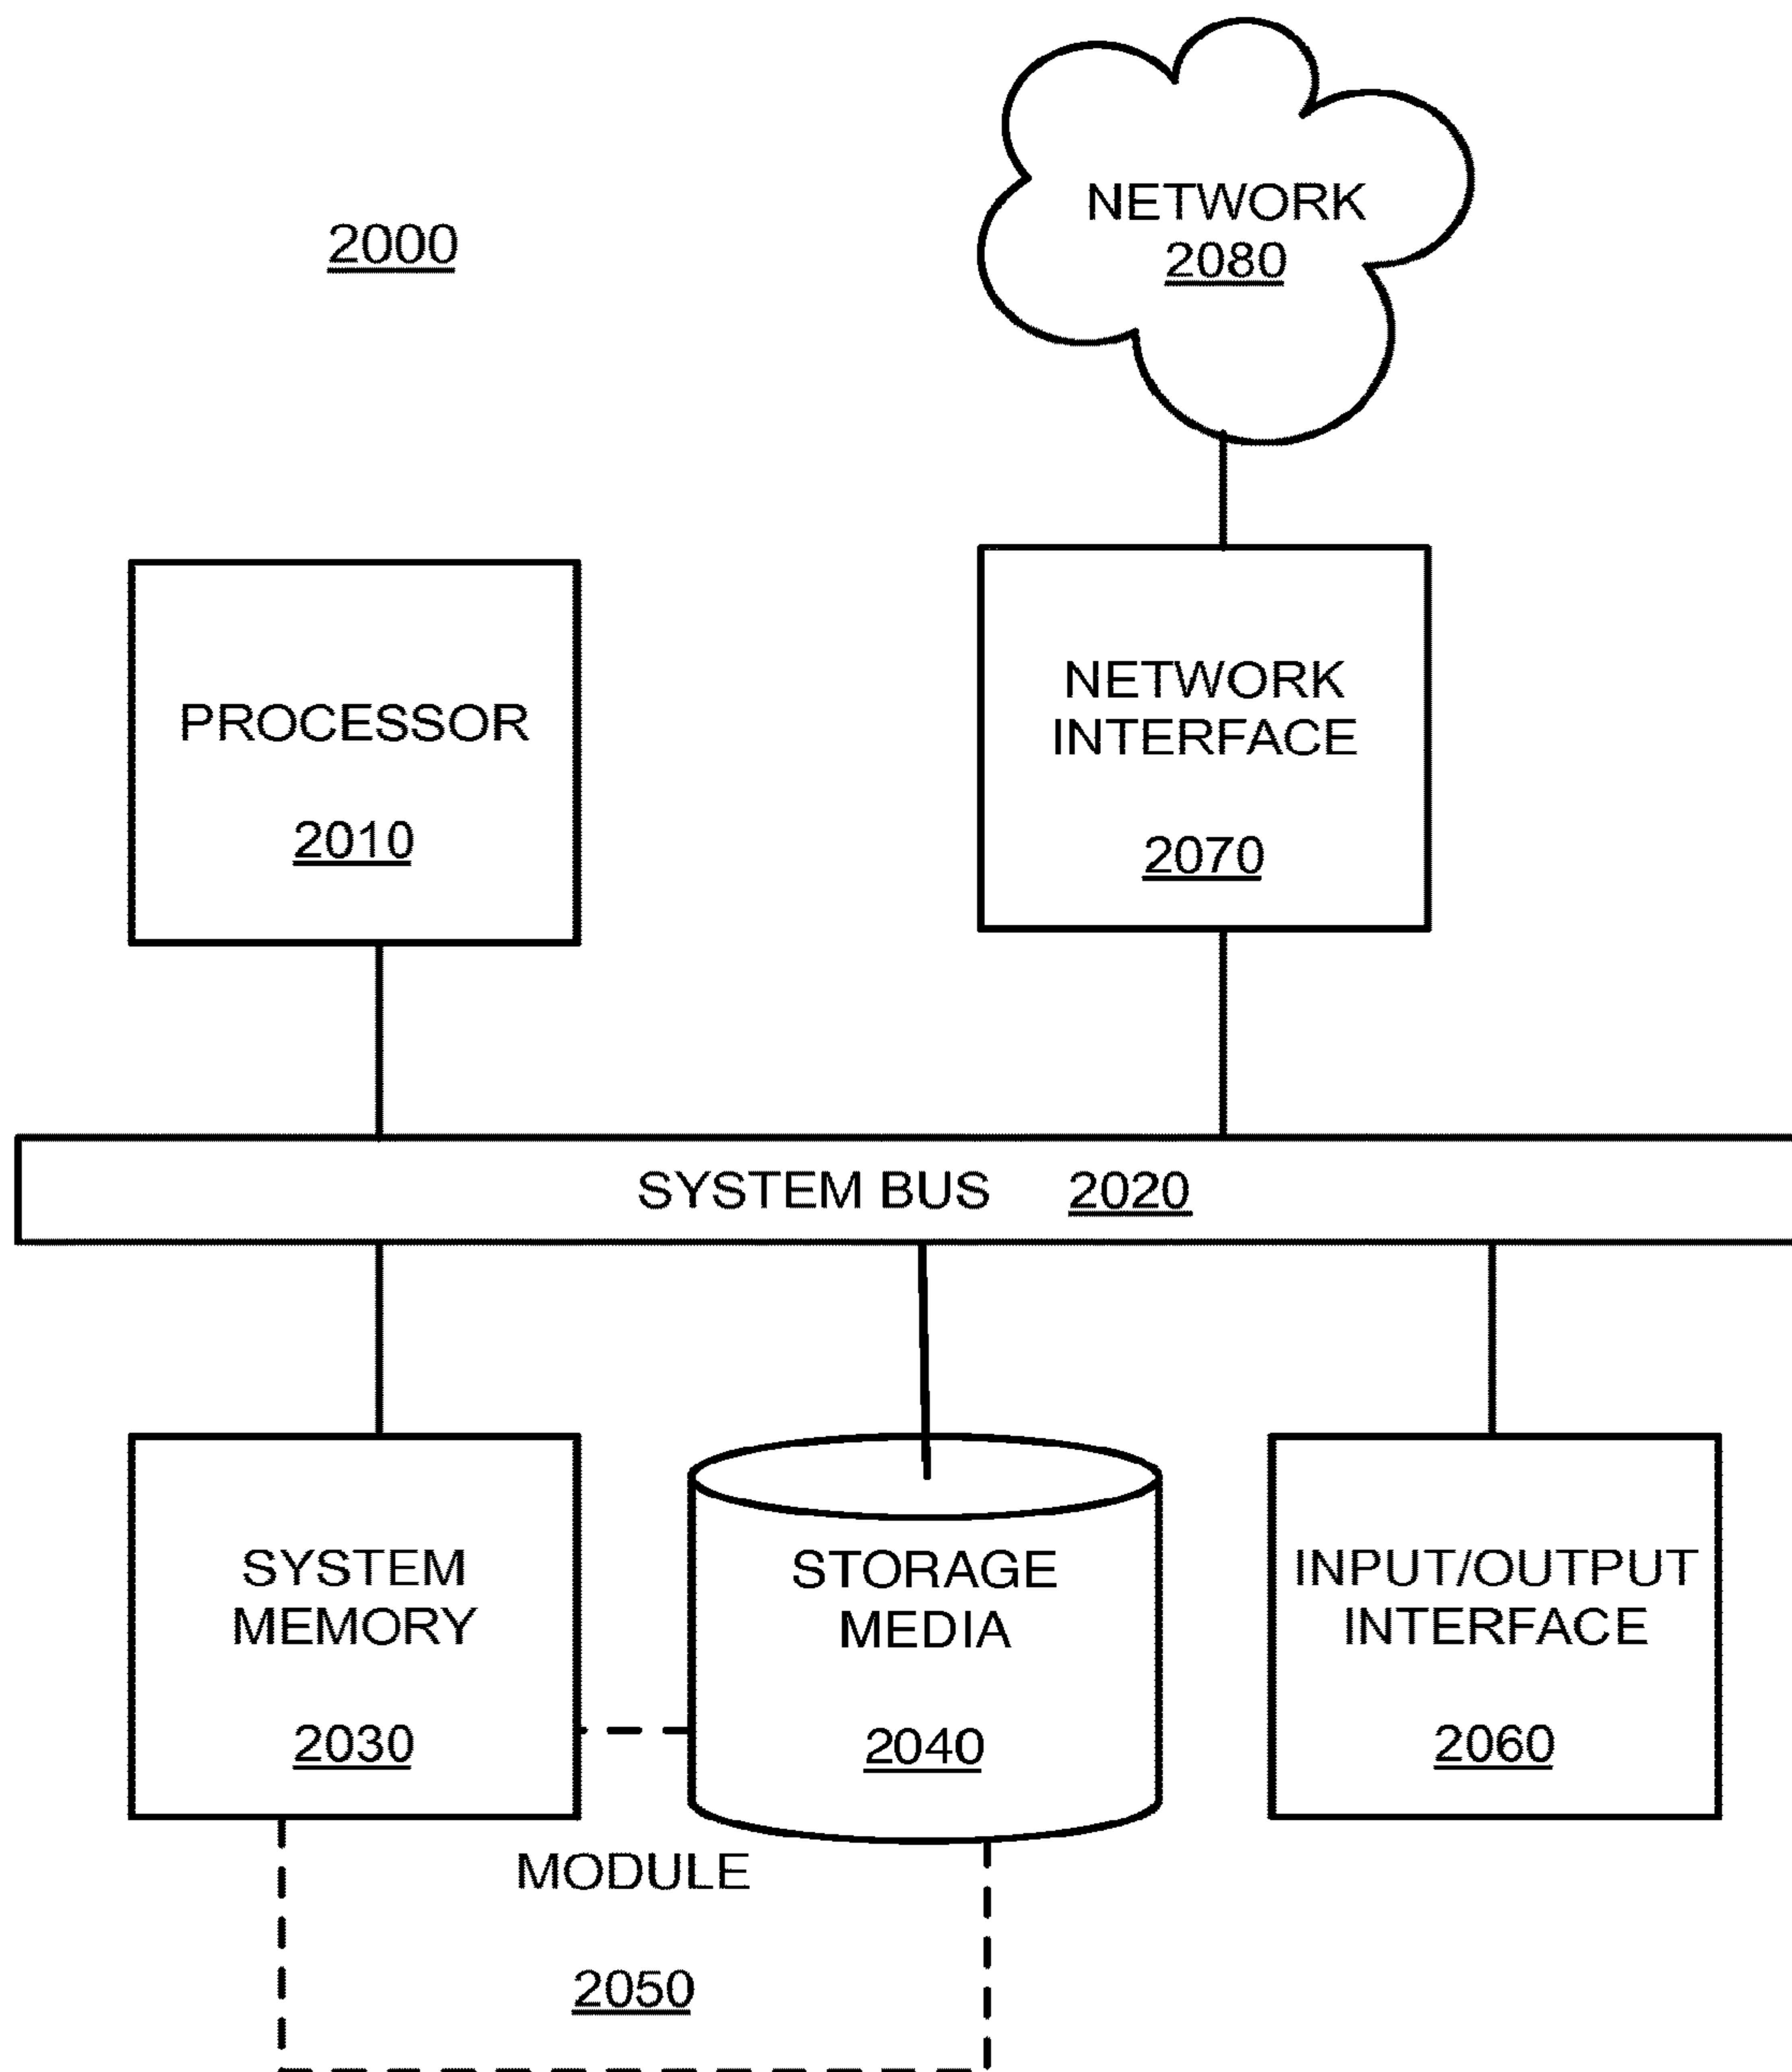 NETWORK
2080
2000
PROCESSOR
2010
NETWORK
INTERFACE
2070
SYSTEM BUS 2020
SYSTEM
MEMORY
2030
STORAGE
MEDIA
2040
INPUT/OUTPUT
INTERFACE
2060
MODULE
2050